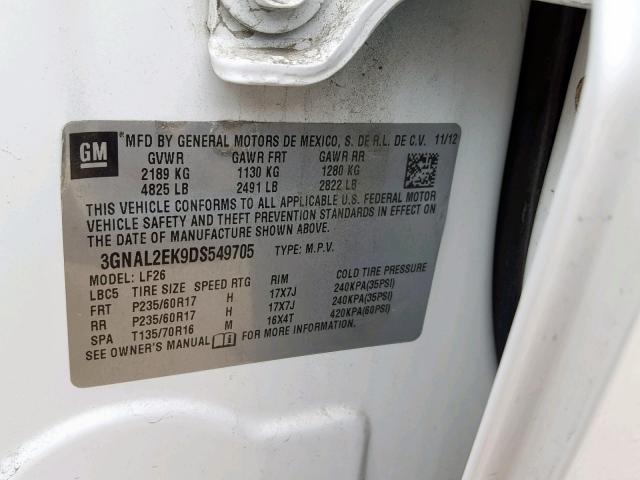 GM ® MFD BY GENERAL MOTORS DE MEXICO, S. DE R.L. DE C.V. 11/12
GVWR GAWR FRT GAWR RR
2189 KG 1130 KG 1280 KG
4825 LB 2491 LB 2822 LB
THIS VEHICLE CONFORMS TO ALL APPLICABLE U.S. FEDERAL MOTOR
VEHICLE SAFETY AND THEFT PREVENTION STANDARDS IN EFFECT ON
THE DATE OF MANUFACTURE SHOWN ABOVE.
3GNAL2EK9DS549705 TYPE: M.P.V.
MODEL: LF26
LBC5 TIRE SIZE SPEED RTG RIM COLD TIRE PRESSURE
FRT P235/60R17 H 17X7J 240KPA(35PSI)
RR P235/60R17 H 17X7J 240KPA(35PSI)
SPA T135/70R16 M 16X4T 420KPA(60PSI)
SEE OWNER'S MANUAL FOR MORE INFORMATION.